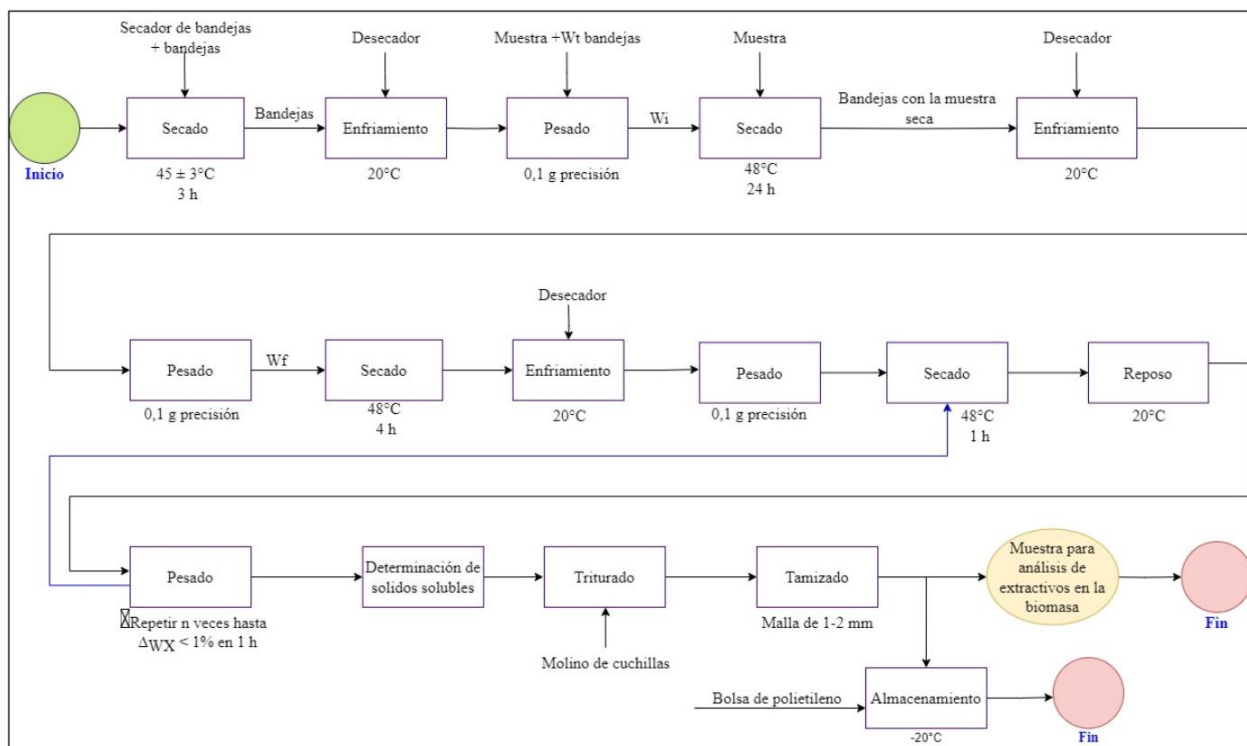 Secador de bandejas
+ bandejas
Desecador
Muestra +Wt bandejas
Muestra
Desecador
Inicio
Secado
45 ± 3°C
3 h
Bandejas
Enfriamiento
20°C
Pesado
0,1 g precisión
Wi
Secado
48°C
24 h
Bandejas con la muestra
seca
Enfriamiento
20°C
Pesado
0,1 g precisión
Wf
Secado
48°C
4 h
Desecador
Enfriamiento
20°C
Pesado
0,1 g precisión
Secado
48°C
1 h
Reposo
20°C
Pesado
Repetir n veces hasta
ΔWX < 1% en 1 h
Determinación de
solidos solubles
Triturado
Molino de cuchillas
Tamizado
Malla de 1-2 mm
Muestra para
análisis de
extractivos en la
biomasa
Fin
Bolsa de polietileno
Almacenamiento
-20°C
Fin